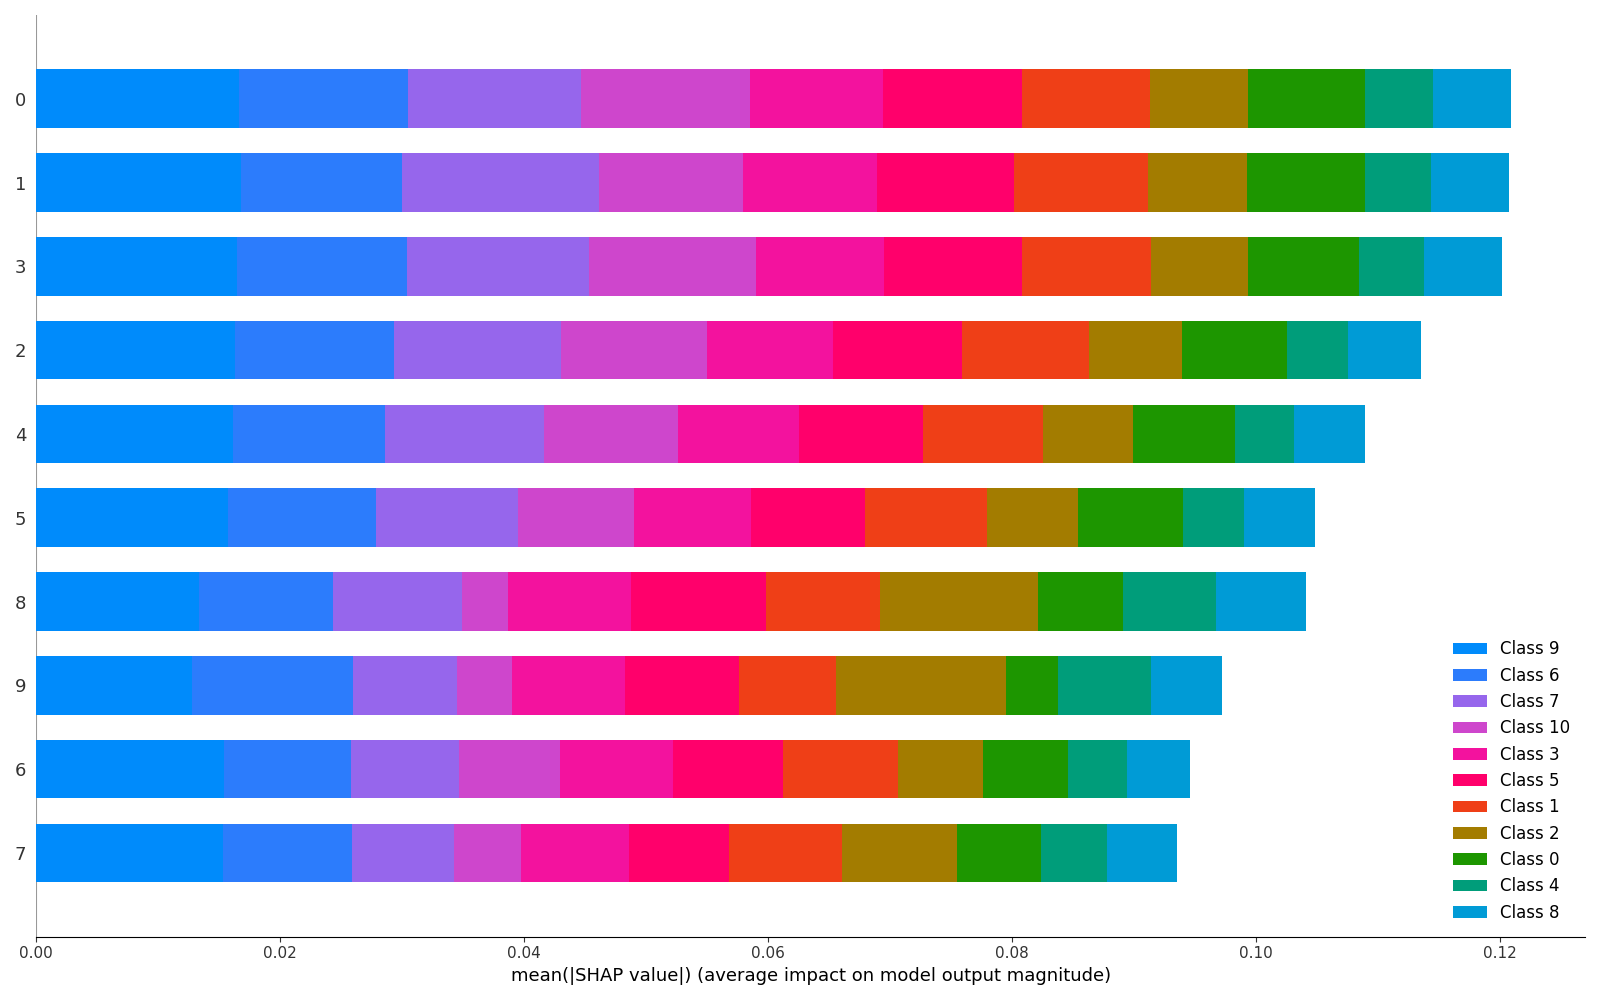 0
1
3
2
4
5
8
9
6
7
Class 9
Class 6
Class 7
Class 10
Class 3
Class 5
Class 1
Class 2
Class 0
Class 4
Class 8
0.00 0.02 0.04 0.06 0.08 0.10 0.12
mean(|SHAP value|) (average impact on model output magnitude)